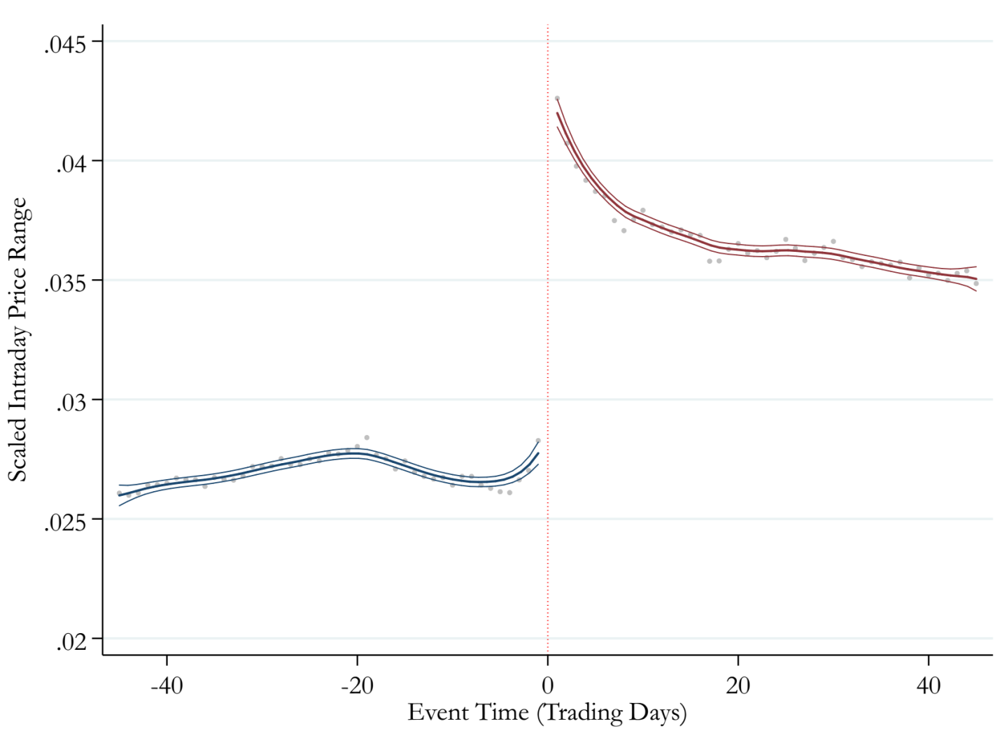 Scaled Intraday Price Range
.045
.04
.035
.03
.025
.02
-40 -20 0 20 40
Event Time (Trading Days)